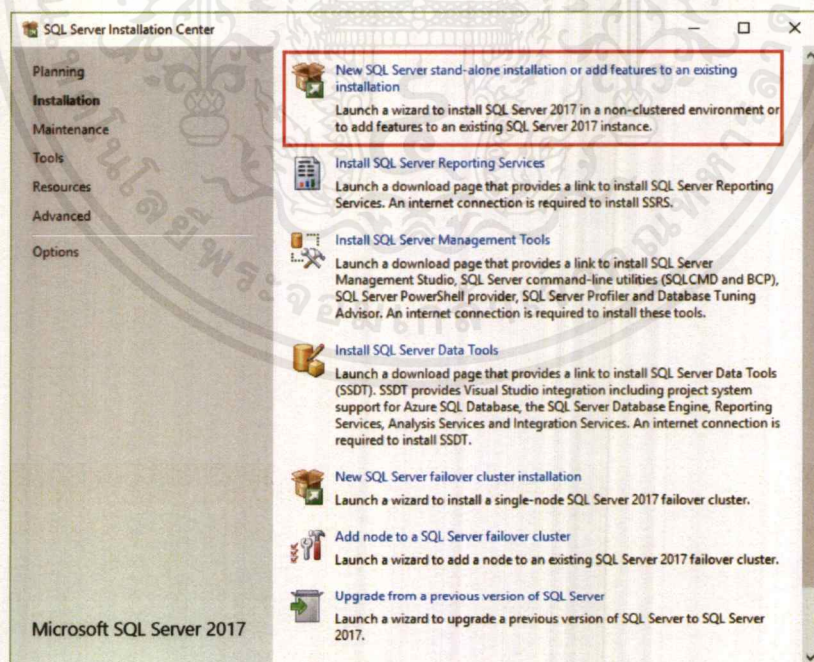 SQL Server Installation Center
Planning
Installation
Maintenance
Tools
Resources
Advanced
Options
Microsoft SQL Server 2017
New SQL Server stand-alone installation or add features to an existing
installation
Launch a wizard to install SQL Server 2017 in a non-clustered environment or
to add features to an existing SQL Server 2017 instance.
Install SQL Server Reporting Services
Launch a download page that provides a link to install SQL Server Reporting
Services. An internet connection is required to install SSRS.
Install SQL Server Management Tools
Launch a download page that provides a link to install SQL Server
Management Studio, SQL Server command-line utilities (SQLCMD and BCP),
SQL Server PowerShell provider, SQL Server Profiler and Database Tuning
Advisor. An internet connection is required to install these tools.
Install SQL Server Data Tools
Launch a download page that provides a link to install SQL Server Data Tools
(SSDT). SSDT provides Visual Studio integration including project system
support for Azure SQL Database, the SQL Server Database Engine, Reporting
Services, Analysis Services and Integration Services. An internet connection is
required to install SSDT.
New SQL Server failover cluster installation
Launch a wizard to install a single-node SQL Server 2017 failover cluster.
Add node to a SQL Server failover cluster
Launch a wizard to add a node to an existing SQL Server 2017 failover cluster.
Upgrade from a previous version of SQL Server
Launch a wizard to upgrade a previous version of SQL Server to SQL Server
2017.